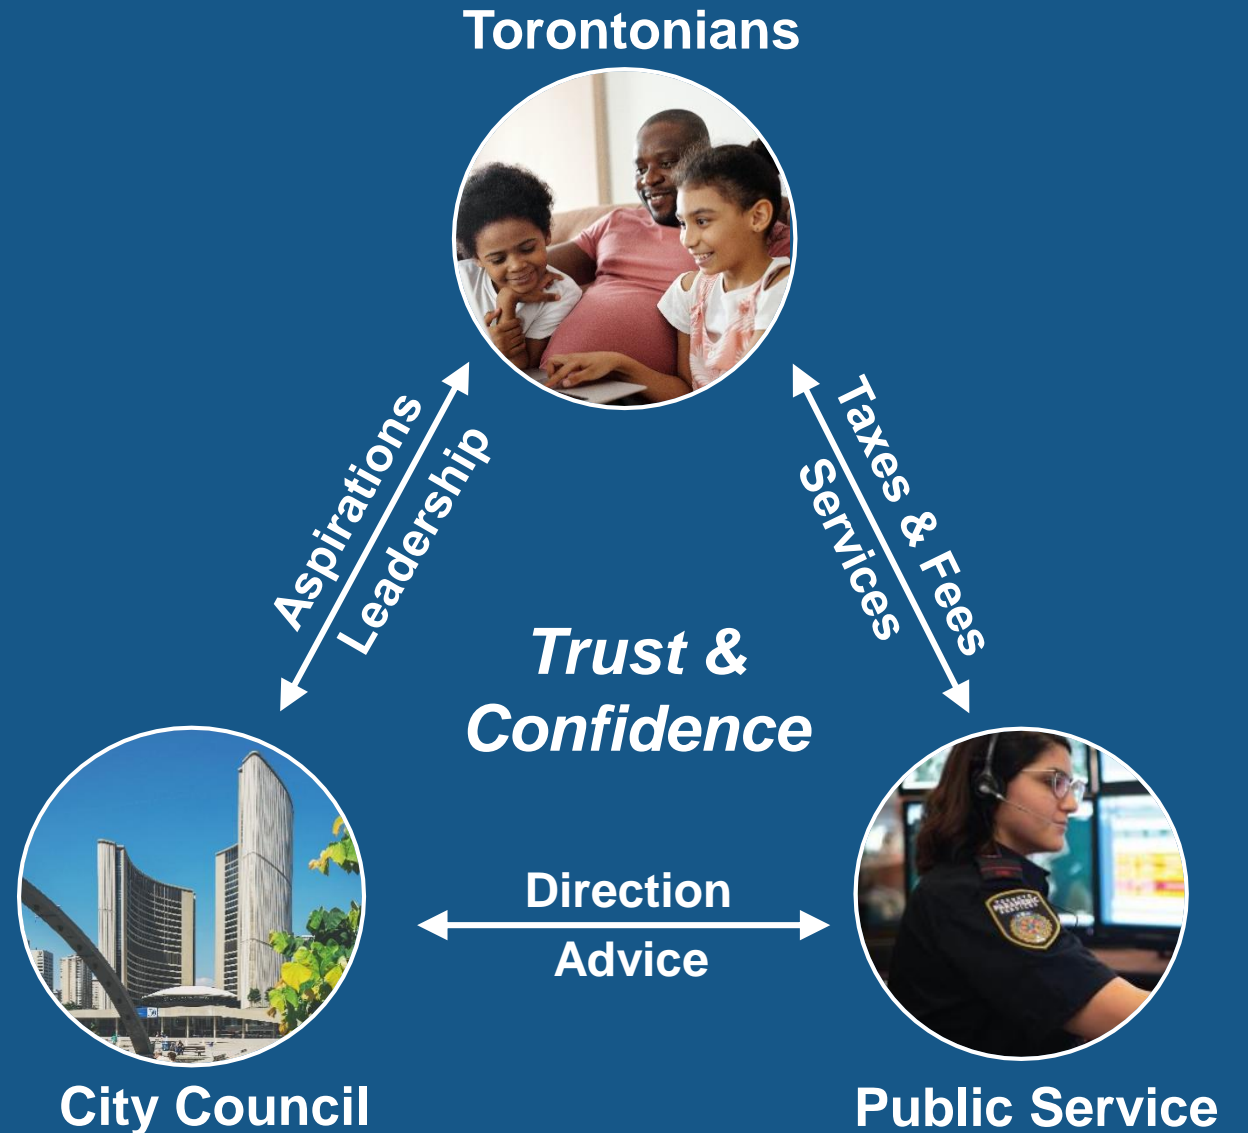 Torontonians
Aspirations
Leadership
Taxes & Fees
Services
Trust &
Confidence
Direction
Advice
City Council
Public Service